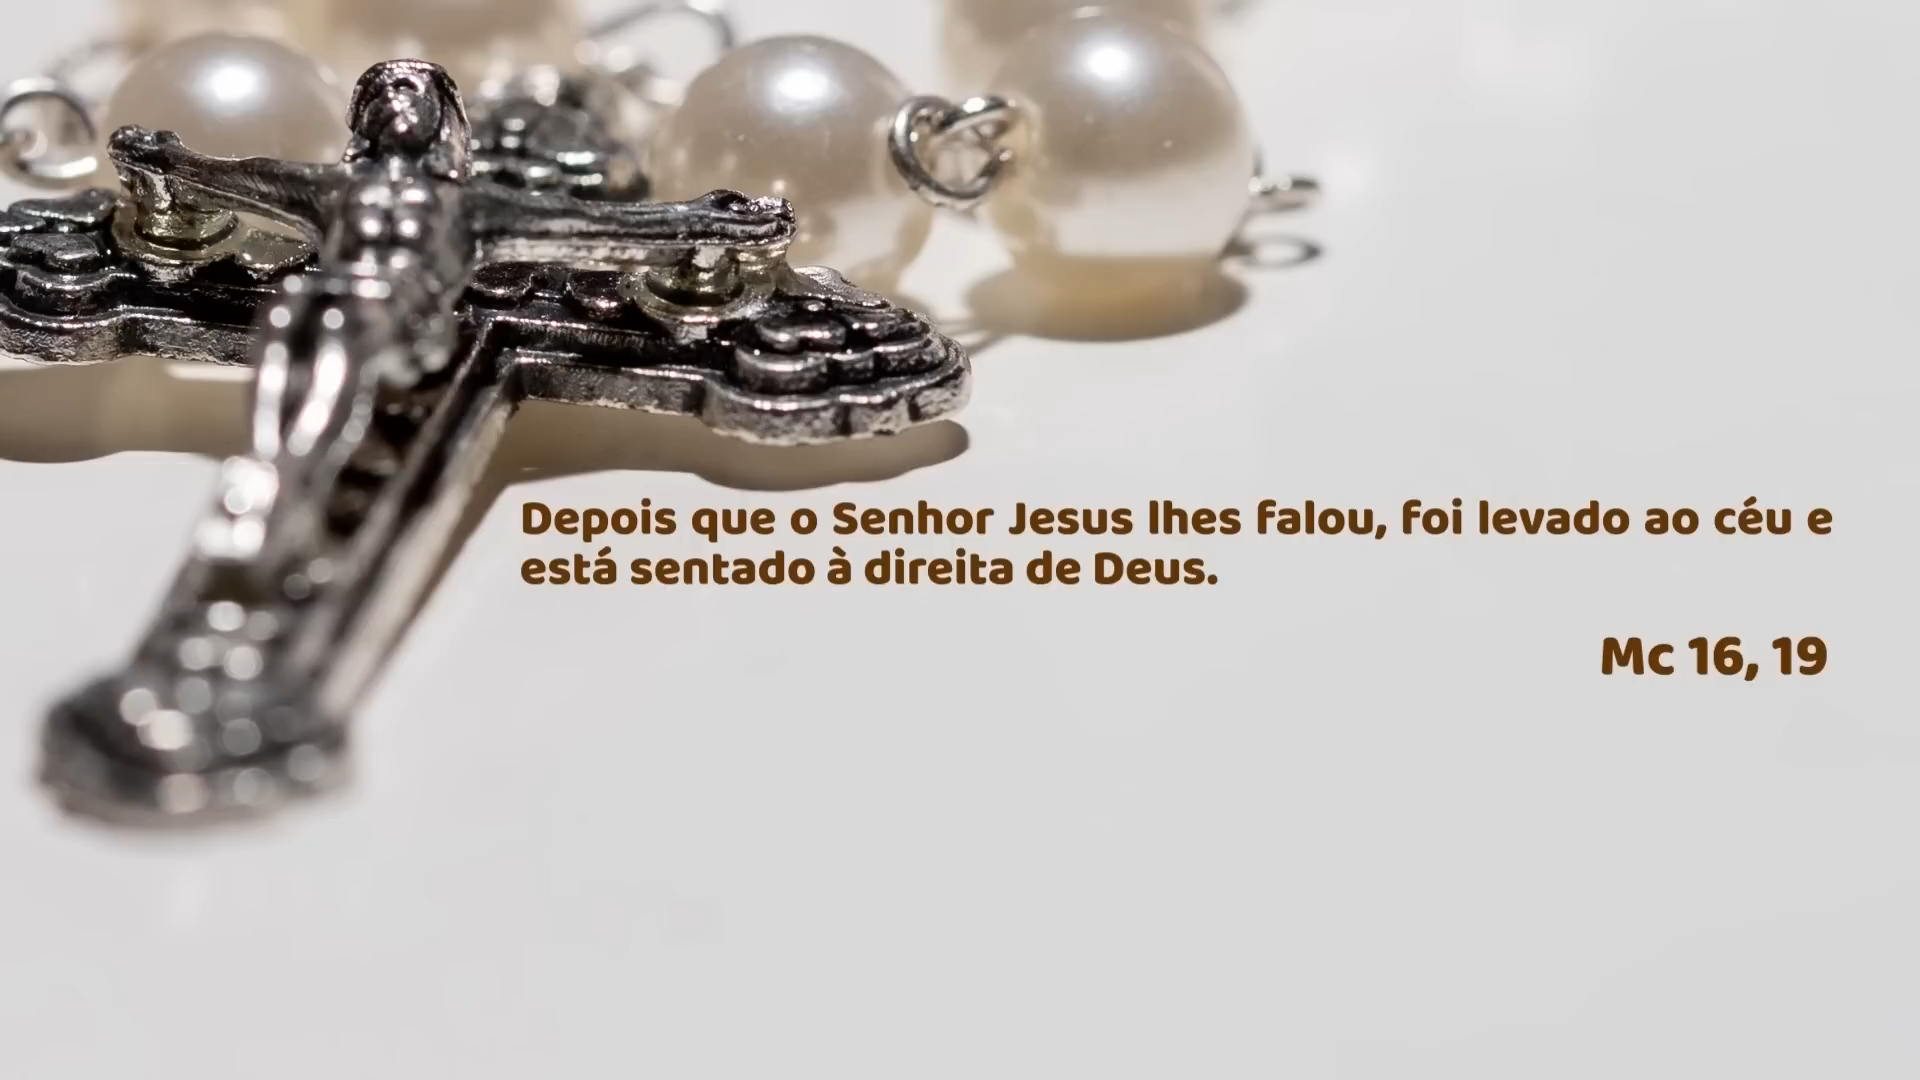 Depois que o Senhor Jesus lhes falou, foi levado ao céu e
está sentado à direita de Deus.
Mc 16, 19